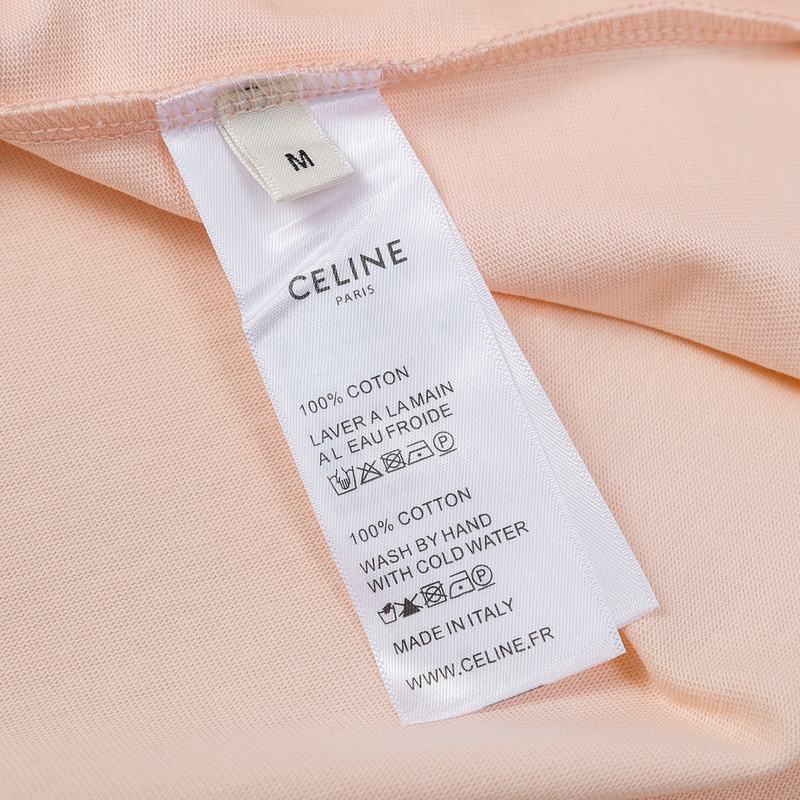 M
CELINE
PARIS
100% COTON
LAVER A LA MAIN
A L EAU FROIDE
P
100% COTTON
WASH BY HAND
WITH COLD WATER
P
MADE IN ITALY
WWW.CELINE.FR